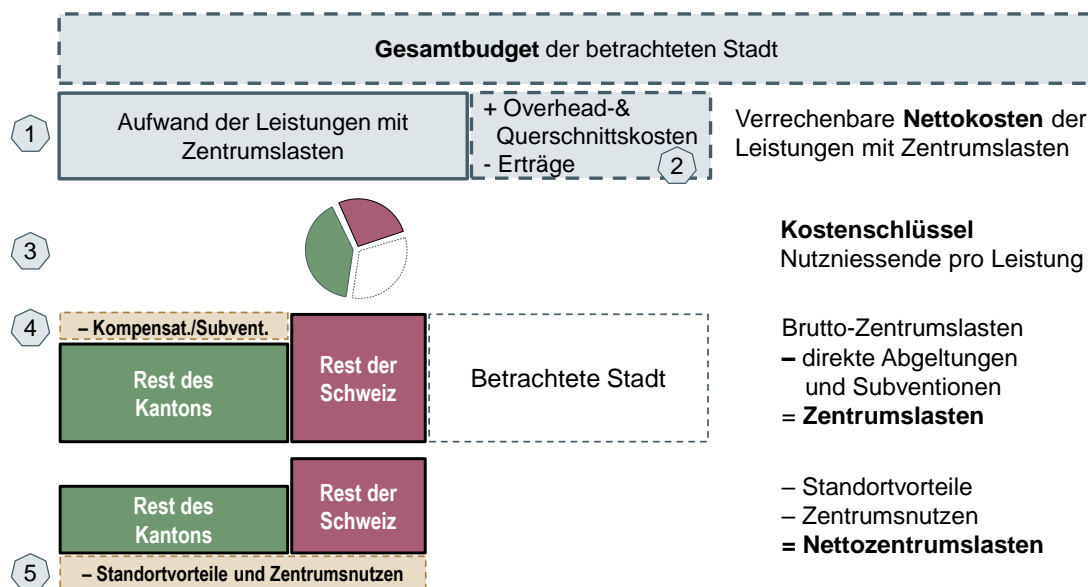 Gesamtbudget der betrachteten Stadt
1
Aufwand der Leistungen mit
Zentrumslasten
+ Overhead-&
Querschnittskosten
- Erträge
2
Verrechenbare Nettokosten der
Leistungen mit Zentrumslasten
3
Kostenschlüssel
Nutzniessende pro Leistung
4
– Kompensat./Subvent.
Rest des
Kantons
Rest der
Schweiz
Betrachtete Stadt
Brutto-Zentrumslasten
– direkte Abgeltungen
und Subventionen
= Zentrumslasten
Rest des
Kantons
Rest der
Schweiz
– Standortvorteile
– Zentrumsnutzen
= Nettozentrumslasten
5
– Standortvorteile und Zentrumsnutzen